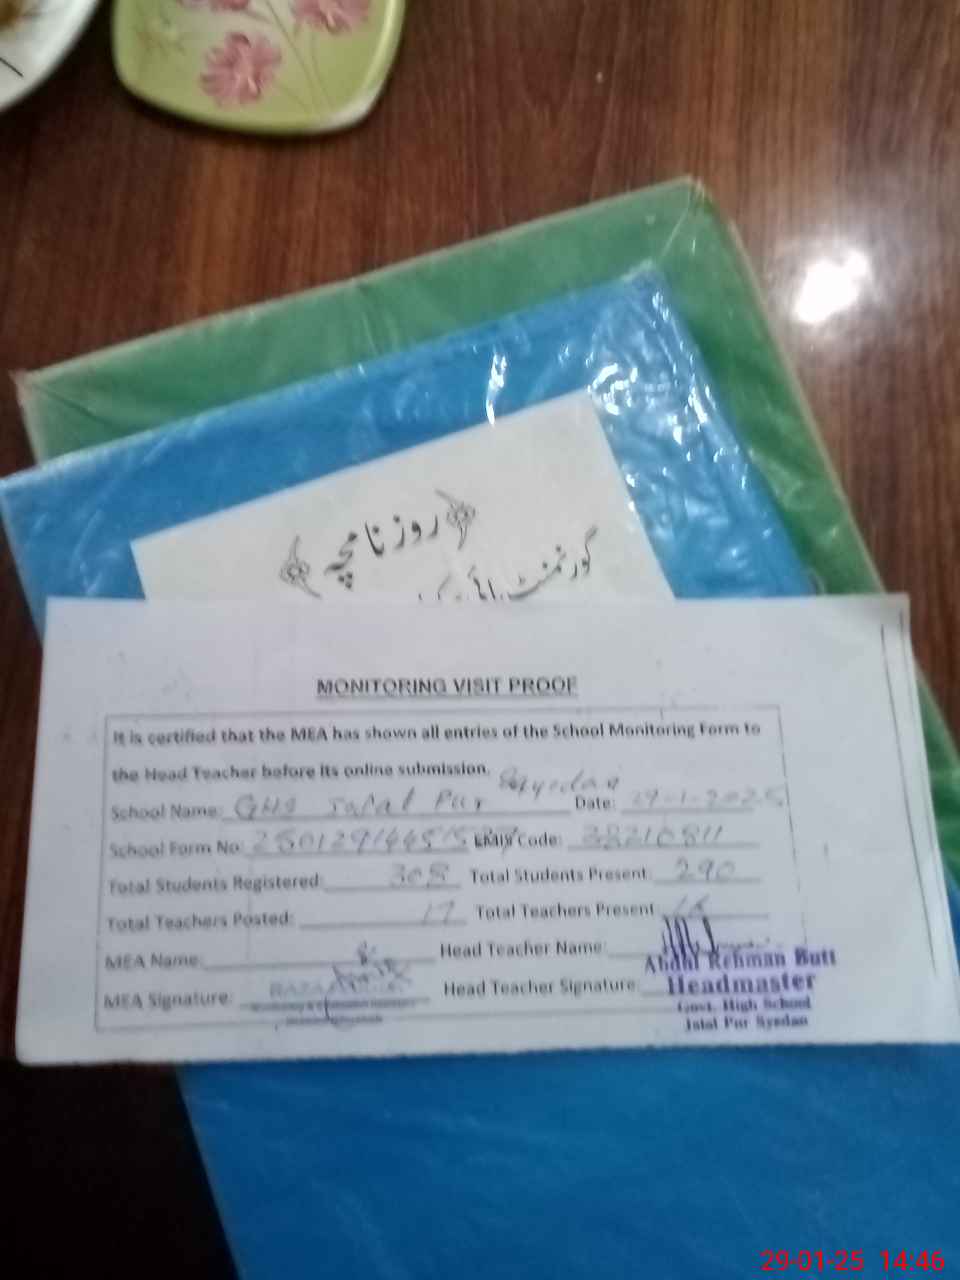 ﴿روزنامچہ﴾
گورنمنٹ ہائی
MONITORING VISIT PROOF
It is certified that the MEA has shown all entries of the School Monitoring Form to
the Head Teacher before its online submission.
School Name: GHS Jalal Pur Sayedan Date: 29-1-2025
School Form No: EMIS Code: 38210811
Total Students Registered: 308 Total Students Present: 290
Total Teachers Posted: 17 Total Teachers Present
MEA Name: Head Teacher Name:
MEA Signature: Head Teacher Signature:
Abdul Rehman Butt
Headmaster
Govt. High School
Jalal Pur Syedan
29-01-25 14:46